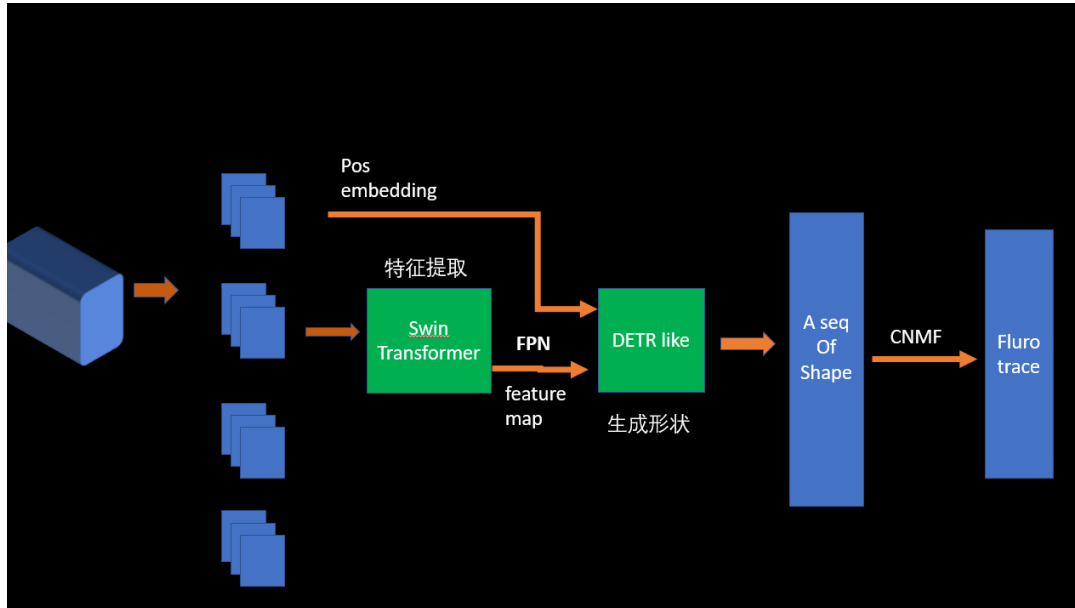 Pos
embedding
特征提取
Swin
Transformer
FPN
feature
map
DETR like
生成形状
A seq
Of
Shape
CNMF
Fluro
trace